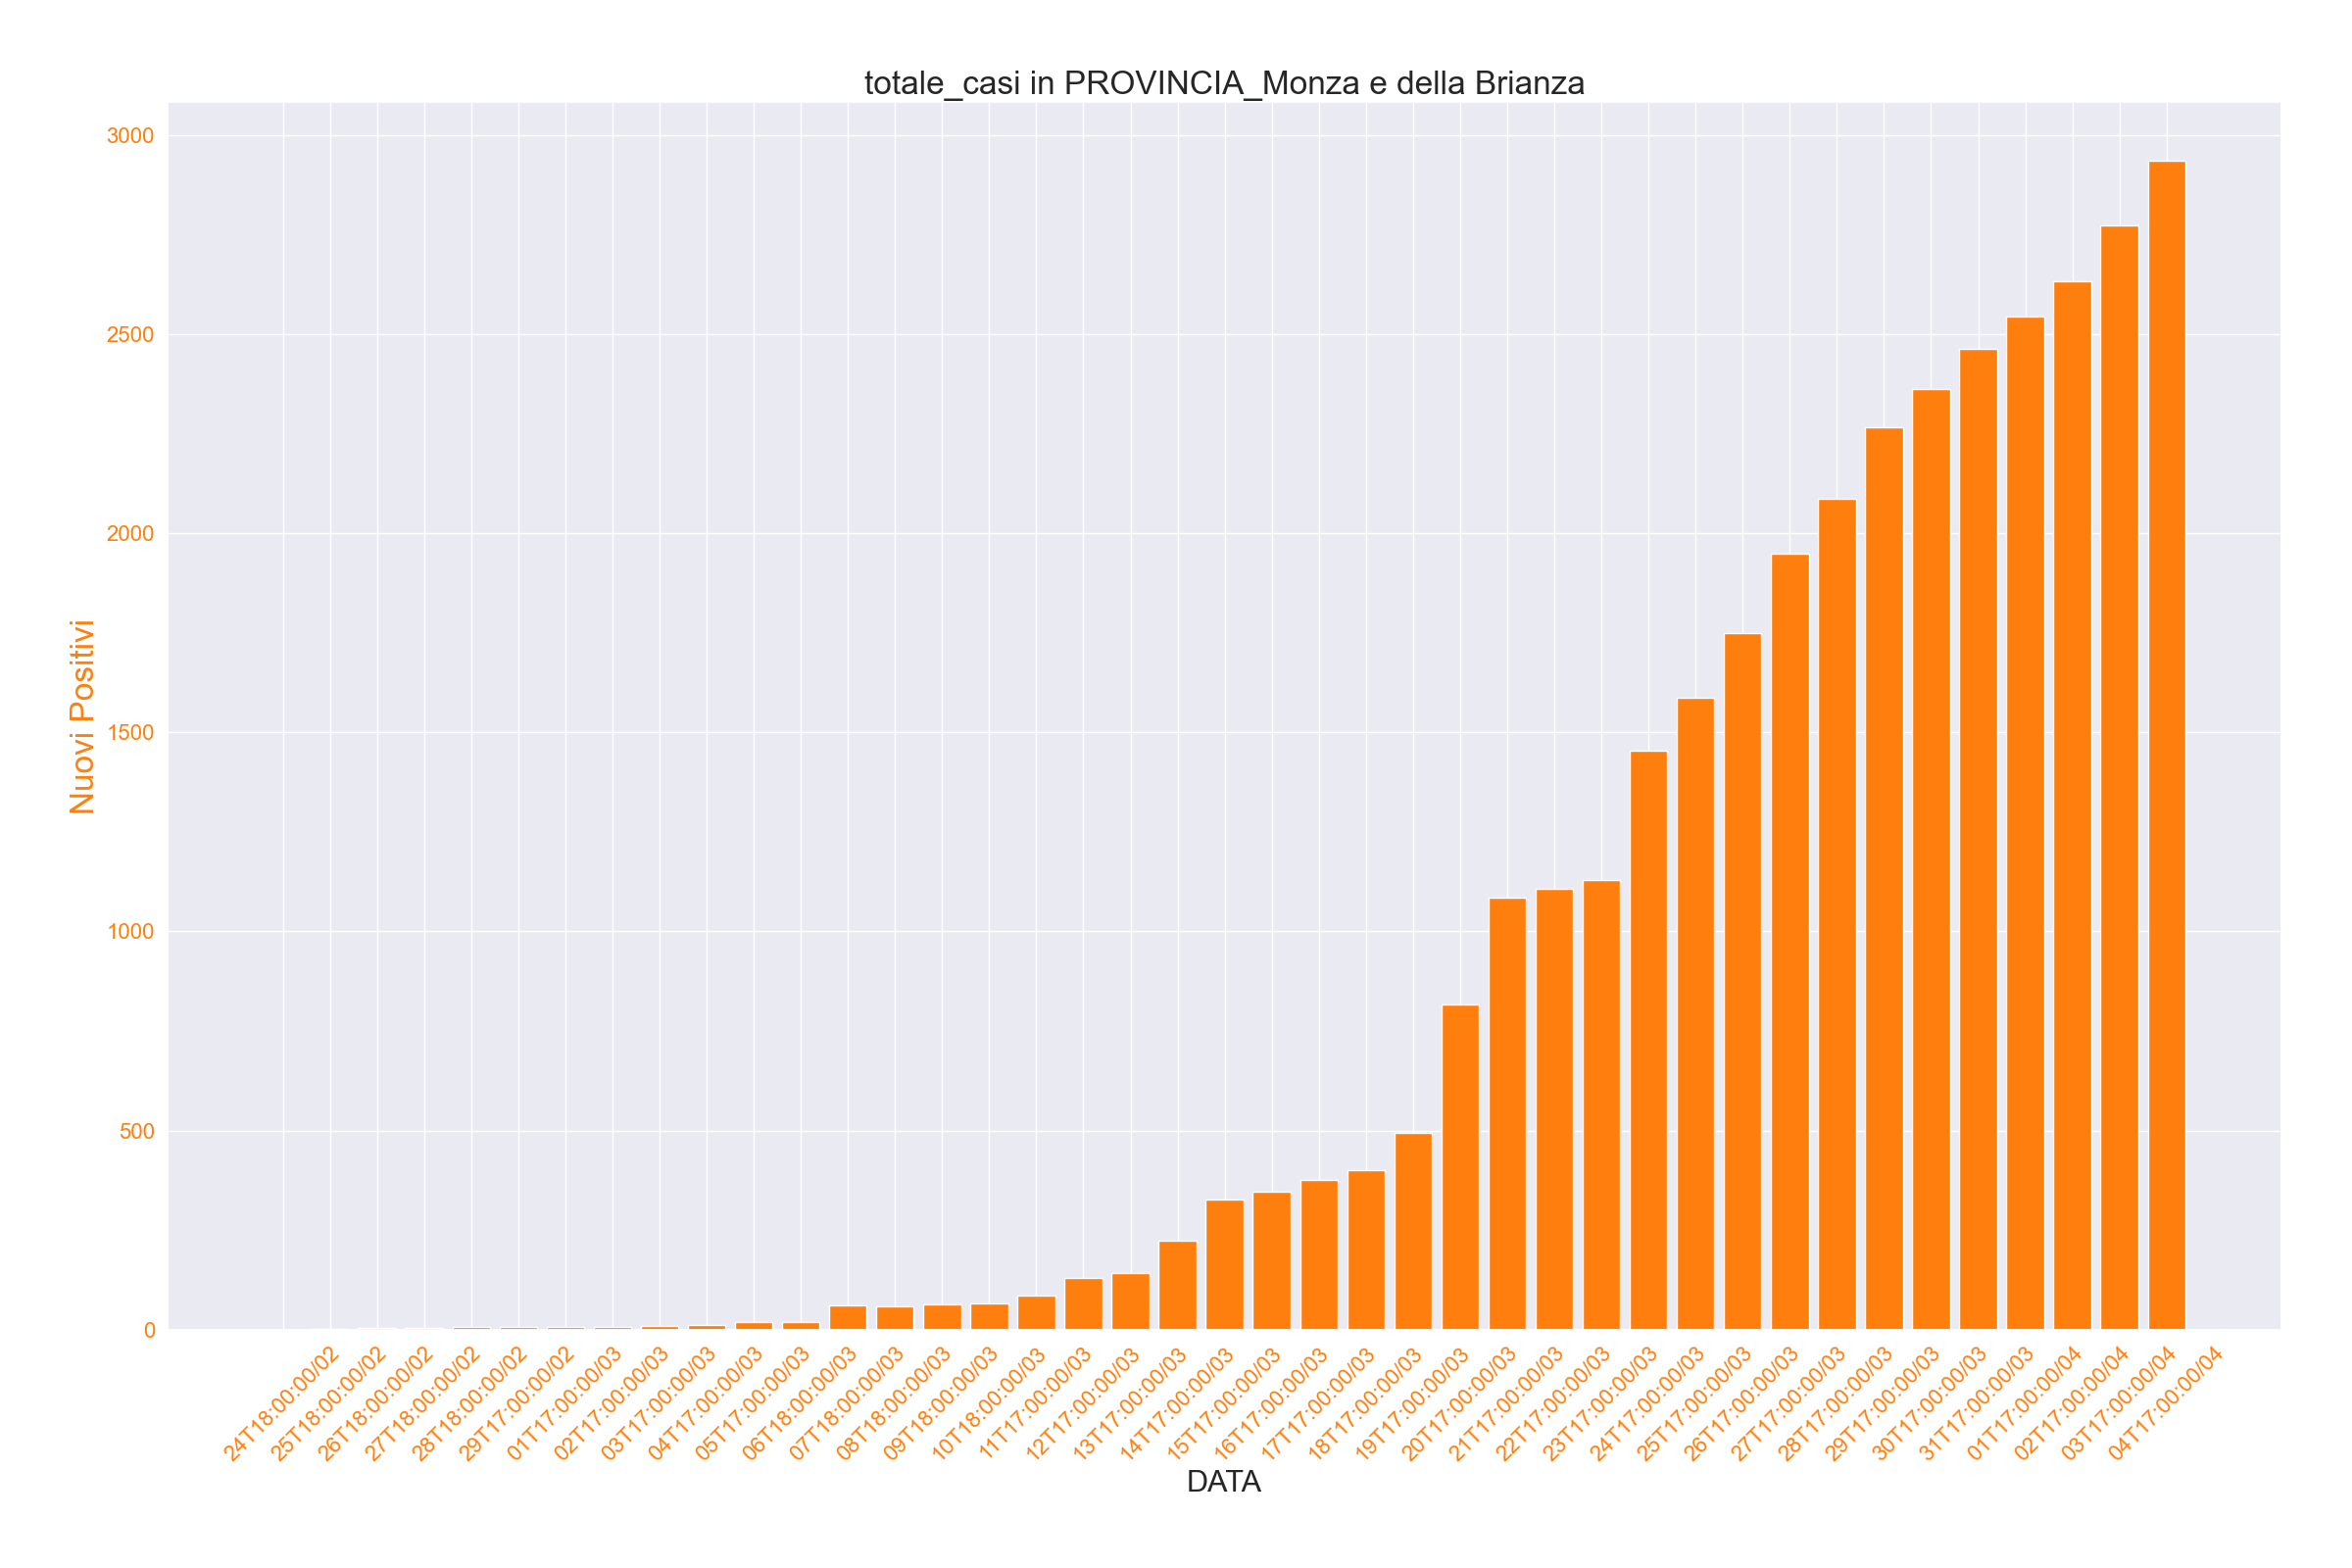 totale_casi in PROVINCIA_Monza e della Brianza
3000
2500
2000
1500
1000
500
0
Nuovi Positivi
24T18:00:00/02
25T18:00:00/02
26T18:00:00/02
27T18:00:00/02
28T18:00:00/02
29T17:00:00/02
01T17:00:00/03
02T17:00:00/03
03T17:00:00/03
04T17:00:00/03
05T17:00:00/03
06T18:00:00/03
07T18:00:00/03
08T18:00:00/03
09T18:00:00/03
10T18:00:00/03
11T17:00:00/03
12T17:00:00/03
13T17:00:00/03
14T17:00:00/03
15T17:00:00/03
16T17:00:00/03
17T17:00:00/03
18T17:00:00/03
19T17:00:00/03
20T17:00:00/03
21T17:00:00/03
22T17:00:00/03
23T17:00:00/03
24T17:00:00/03
25T17:00:00/03
26T17:00:00/03
27T17:00:00/03
28T17:00:00/03
29T17:00:00/03
30T17:00:00/03
31T17:00:00/03
01T17:00:00/04
02T17:00:00/04
03T17:00:00/04
04T17:00:00/04
DATA